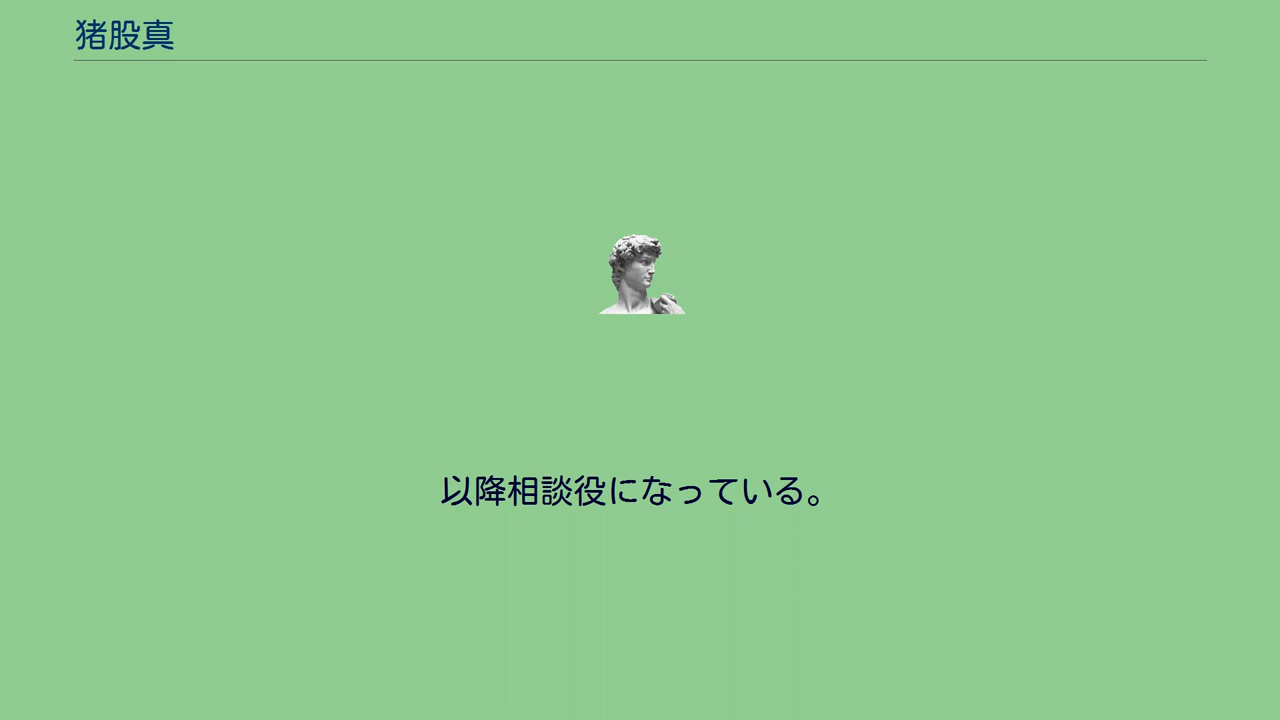 猪股真
以降相談役になっている。